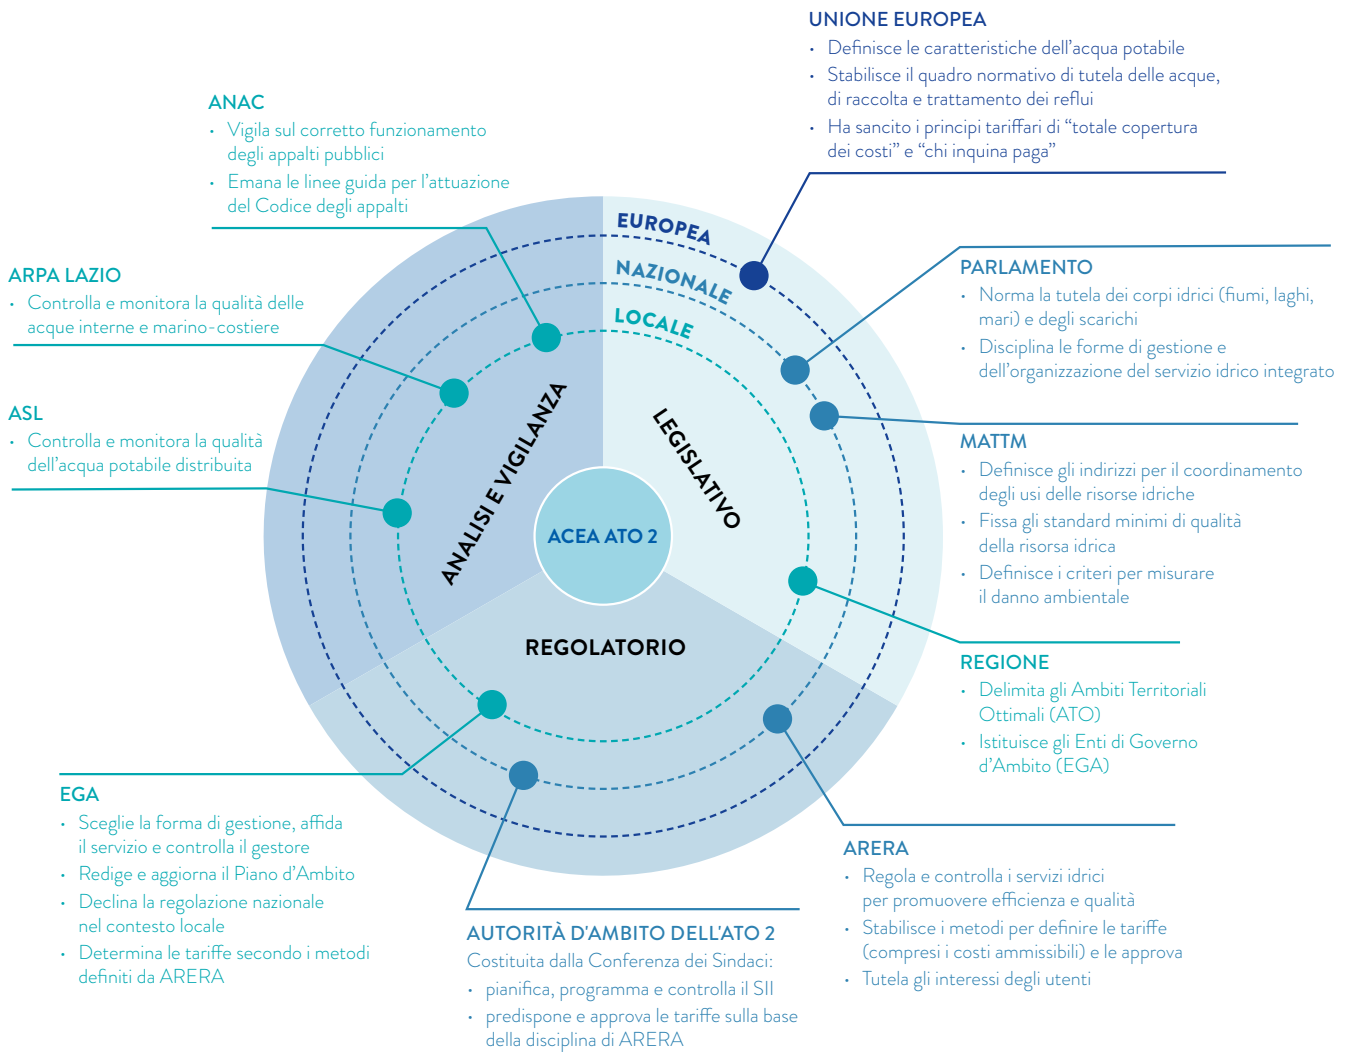 UNIONE EUROPEA
• Definisce le caratteristiche dell’acqua potabile
• Stabilisce il quadro normativo di tutela delle acque,
di raccolta e trattamento dei reflui
• Ha sancito i principi tariffari di “totale copertura
dei costi” e “chi inquina paga”
ANAC
• Vigila sul corretto funzionamento
degli appalti pubblici
• Emana le linee guida per l’attuazione
del Codice degli appalti
ARPA LAZIO
• Controlla e monitora la qualità delle
acque interne e marino-costiere
ASL
• Controlla e monitora la qualità
dell’acqua potabile distribuita
EUROPEA
NAZIONALE
LOCALE
ANALISI E VIGILANZA
LEGISLATIVO
ACEA ATO 2
REGOLATORIO
PARLAMENTO
• Norma la tutela dei corpi idrici (fiumi, laghi,
mari) e degli scarichi
• Disciplina le forme di gestione e
dell’organizzazione del servizio idrico integrato
MATTM
• Definisce gli indirizzi per il coordinamento
degli usi delle risorse idriche
• Fissa gli standard minimi di qualità
della risorsa idrica
• Definisce i criteri per misurare
il danno ambientale
REGIONE
• Delimita gli Ambiti Territoriali
Ottimali (ATO)
• Istituisce gli Enti di Governo
d’Ambito (EGA)
EGA
• Sceglie la forma di gestione, affida
il servizio e controlla il gestore
• Redige e aggiorna il Piano d’Ambito
• Declina la regolazione nazionale
nel contesto locale
• Determina le tariffe secondo i metodi
definiti da ARERA
AUTORITÀ D'AMBITO DELL'ATO 2
Costituita dalla Conferenza dei Sindaci:
• pianifica, programma e controlla il SII
• predispone e approva le tariffe sulla base
della disciplina di ARERA
ARERA
• Regola e controlla i servizi idrici
per promuovere efficienza e qualità
• Stabilisce i metodi per definire le tariffe
(compresi i costi ammissibili) e le approva
• Tutela gli interessi degli utenti